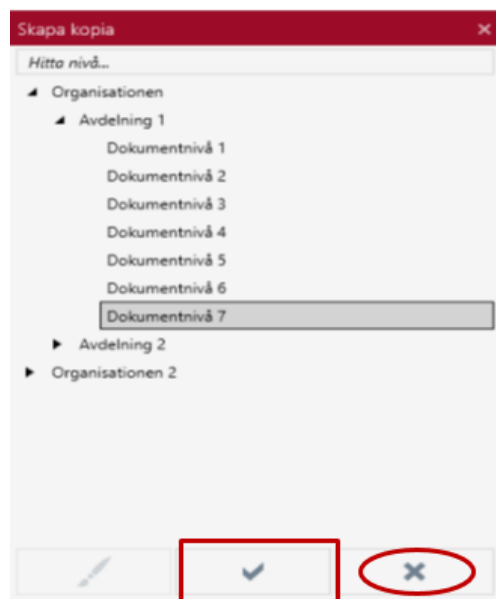 Skapa kopia
Hitta nivå...
Organisationen
Avdelning 1
Dokumentnivå 1
Dokumentnivå 2
Dokumentnivå 3
Dokumentnivå 4
Dokumentnivå 5
Dokumentnivå 6
Dokumentnivå 7
Avdelning 2
Organisationen 2